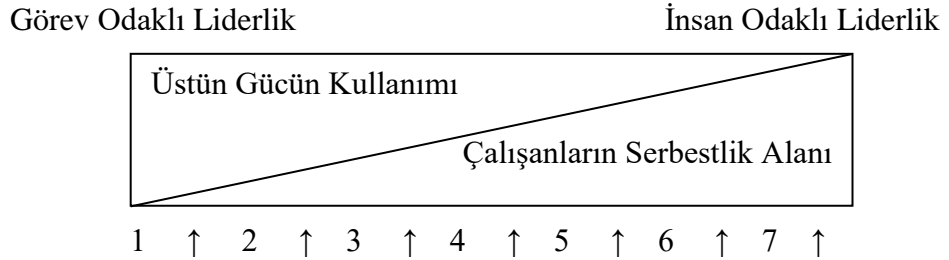 Görev Odaklı Liderlik İnsan Odaklı Liderlik
Üstün Gücün Kullanımı
Çalışanların Serbestlik Alanı
1 ↑ 2 ↑ 3 ↑ 4 ↑ 5 ↑ 6 ↑ 7 ↑